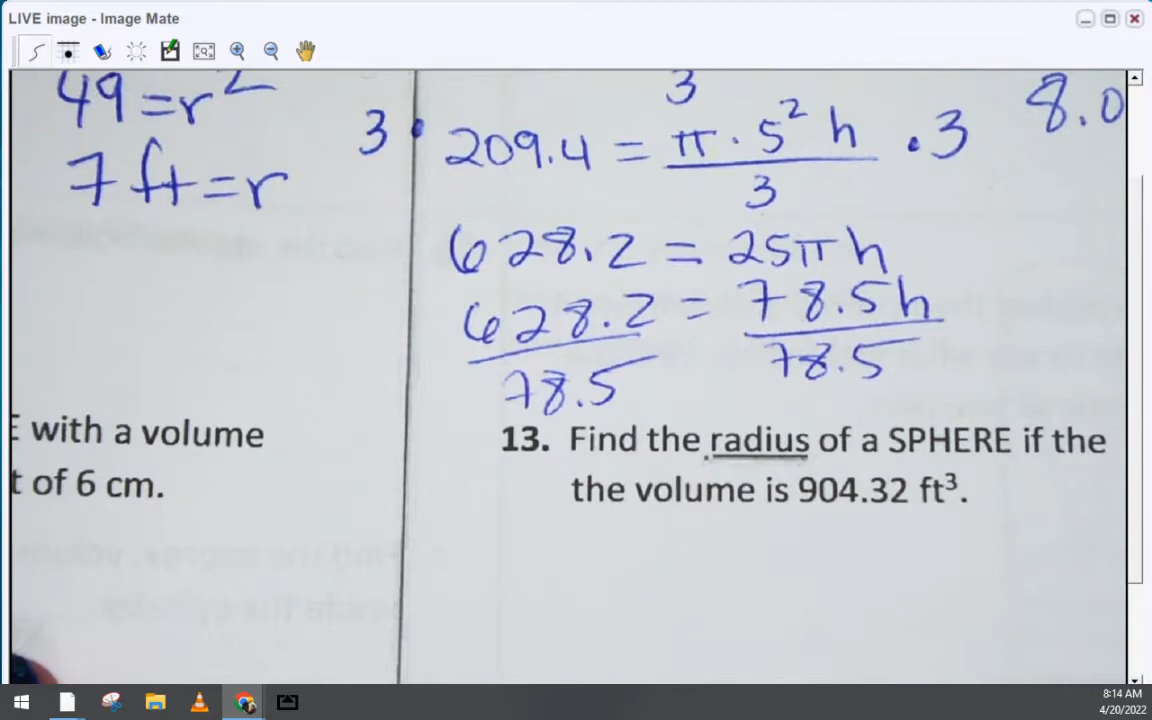 LIVE image - Image Mate
49 = r²
7 ft = r
3
3 · 209.4 = π · 5² h / 3 · 3
8.0
628.2 = 25πh
628.2 = 78.5h
78.5 78.5
E with a volume
t of 6 cm.
13. Find the radius of a SPHERE if the
the volume is 904.32 ft³.
8:14 AM
4/20/2022